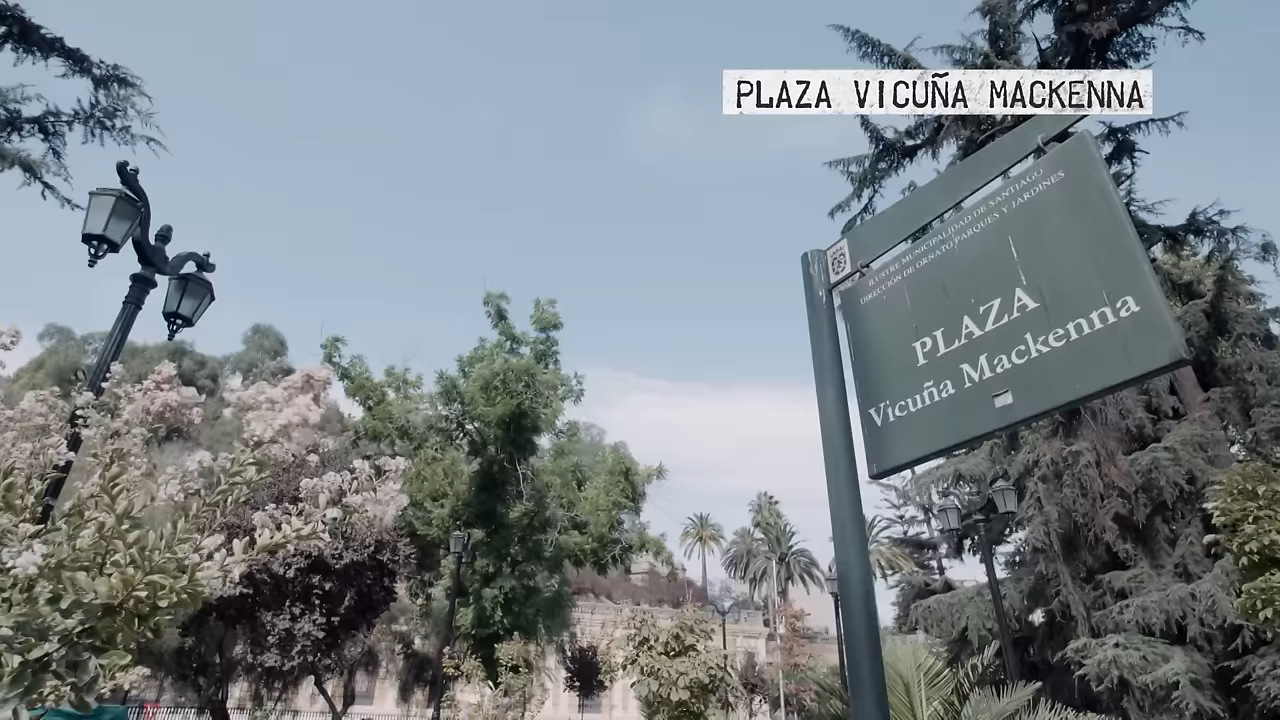 PLAZA VICUÑA MACKENNA
ILUSTRE MUNICIPALIDAD DE SANTIAGO
DIRECCIÓN DE ORNATO PARQUES Y JARDINES
PLAZA
Vicuña Mackenna